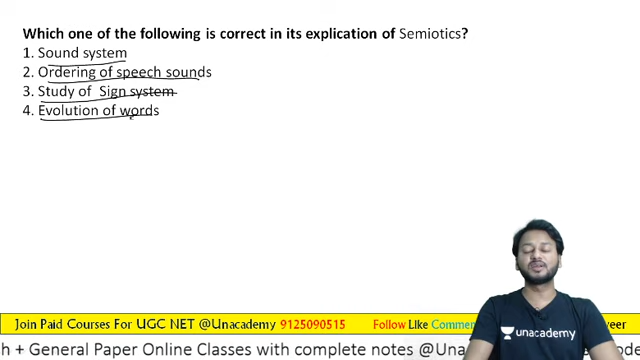 Which one of the following is correct in its explication of Semiotics?
1. Sound system
2. Ordering of speech sounds
3. Study of Sign system
4. Evolution of words
unacademy
Join Paid Courses For UGC NET @Unacademy 9125090515 Follow Like Comment
h + General Paper Online Classes with complete notes @Una